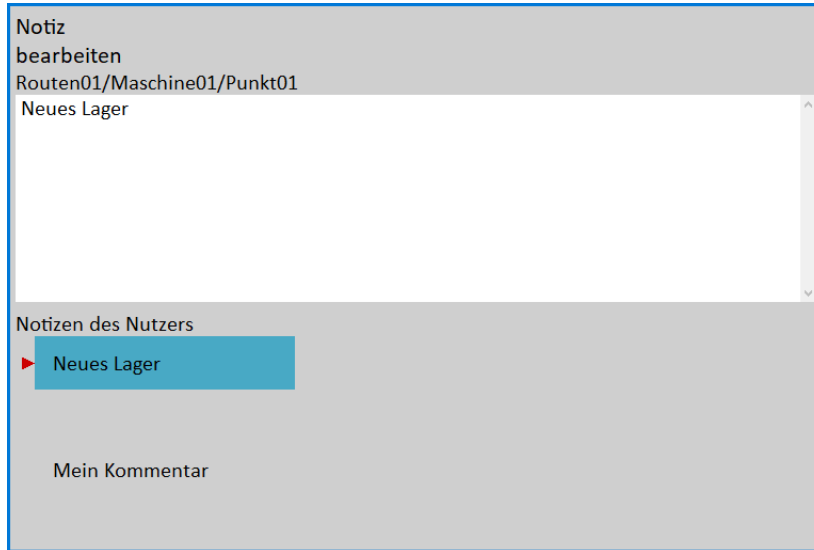 Notiz
bearbeiten
Routen01/Maschine01/Punkt01
Neues Lager
Notizen des Nutzers
Neues Lager
Mein Kommentar